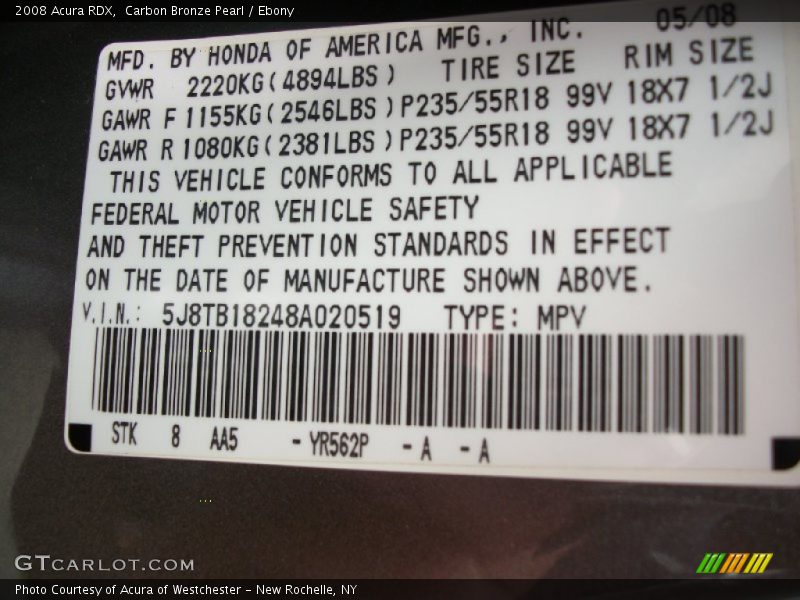 2008 Acura RDX,  Carbon Bronze Pearl / Ebony
05/08
MFD. BY HONDA OF AMERICA MFG., INC.
GVWR 2220KG(4894LBS) TIRE SIZE RIM SIZE
GAWR F 1155KG(2546LBS)P235/55R18 99V 18X7 1/2J
GAWR R 1080KG(2381LBS)P235/55R18 99V 18X7 1/2J
THIS VEHICLE CONFORMS TO ALL APPLICABLE
FEDERAL MOTOR VEHICLE SAFETY
AND THEFT PREVENTION STANDARDS IN EFFECT
ON THE DATE OF MANUFACTURE SHOWN ABOVE.
V.I.N.: 5J8TB18248A020519 TYPE: MPV
STK 8 AA5 -YR562P -A -A
GTCARLOT.COM
Photo Courtesy of Acura of Westchester - New Rochelle, NY